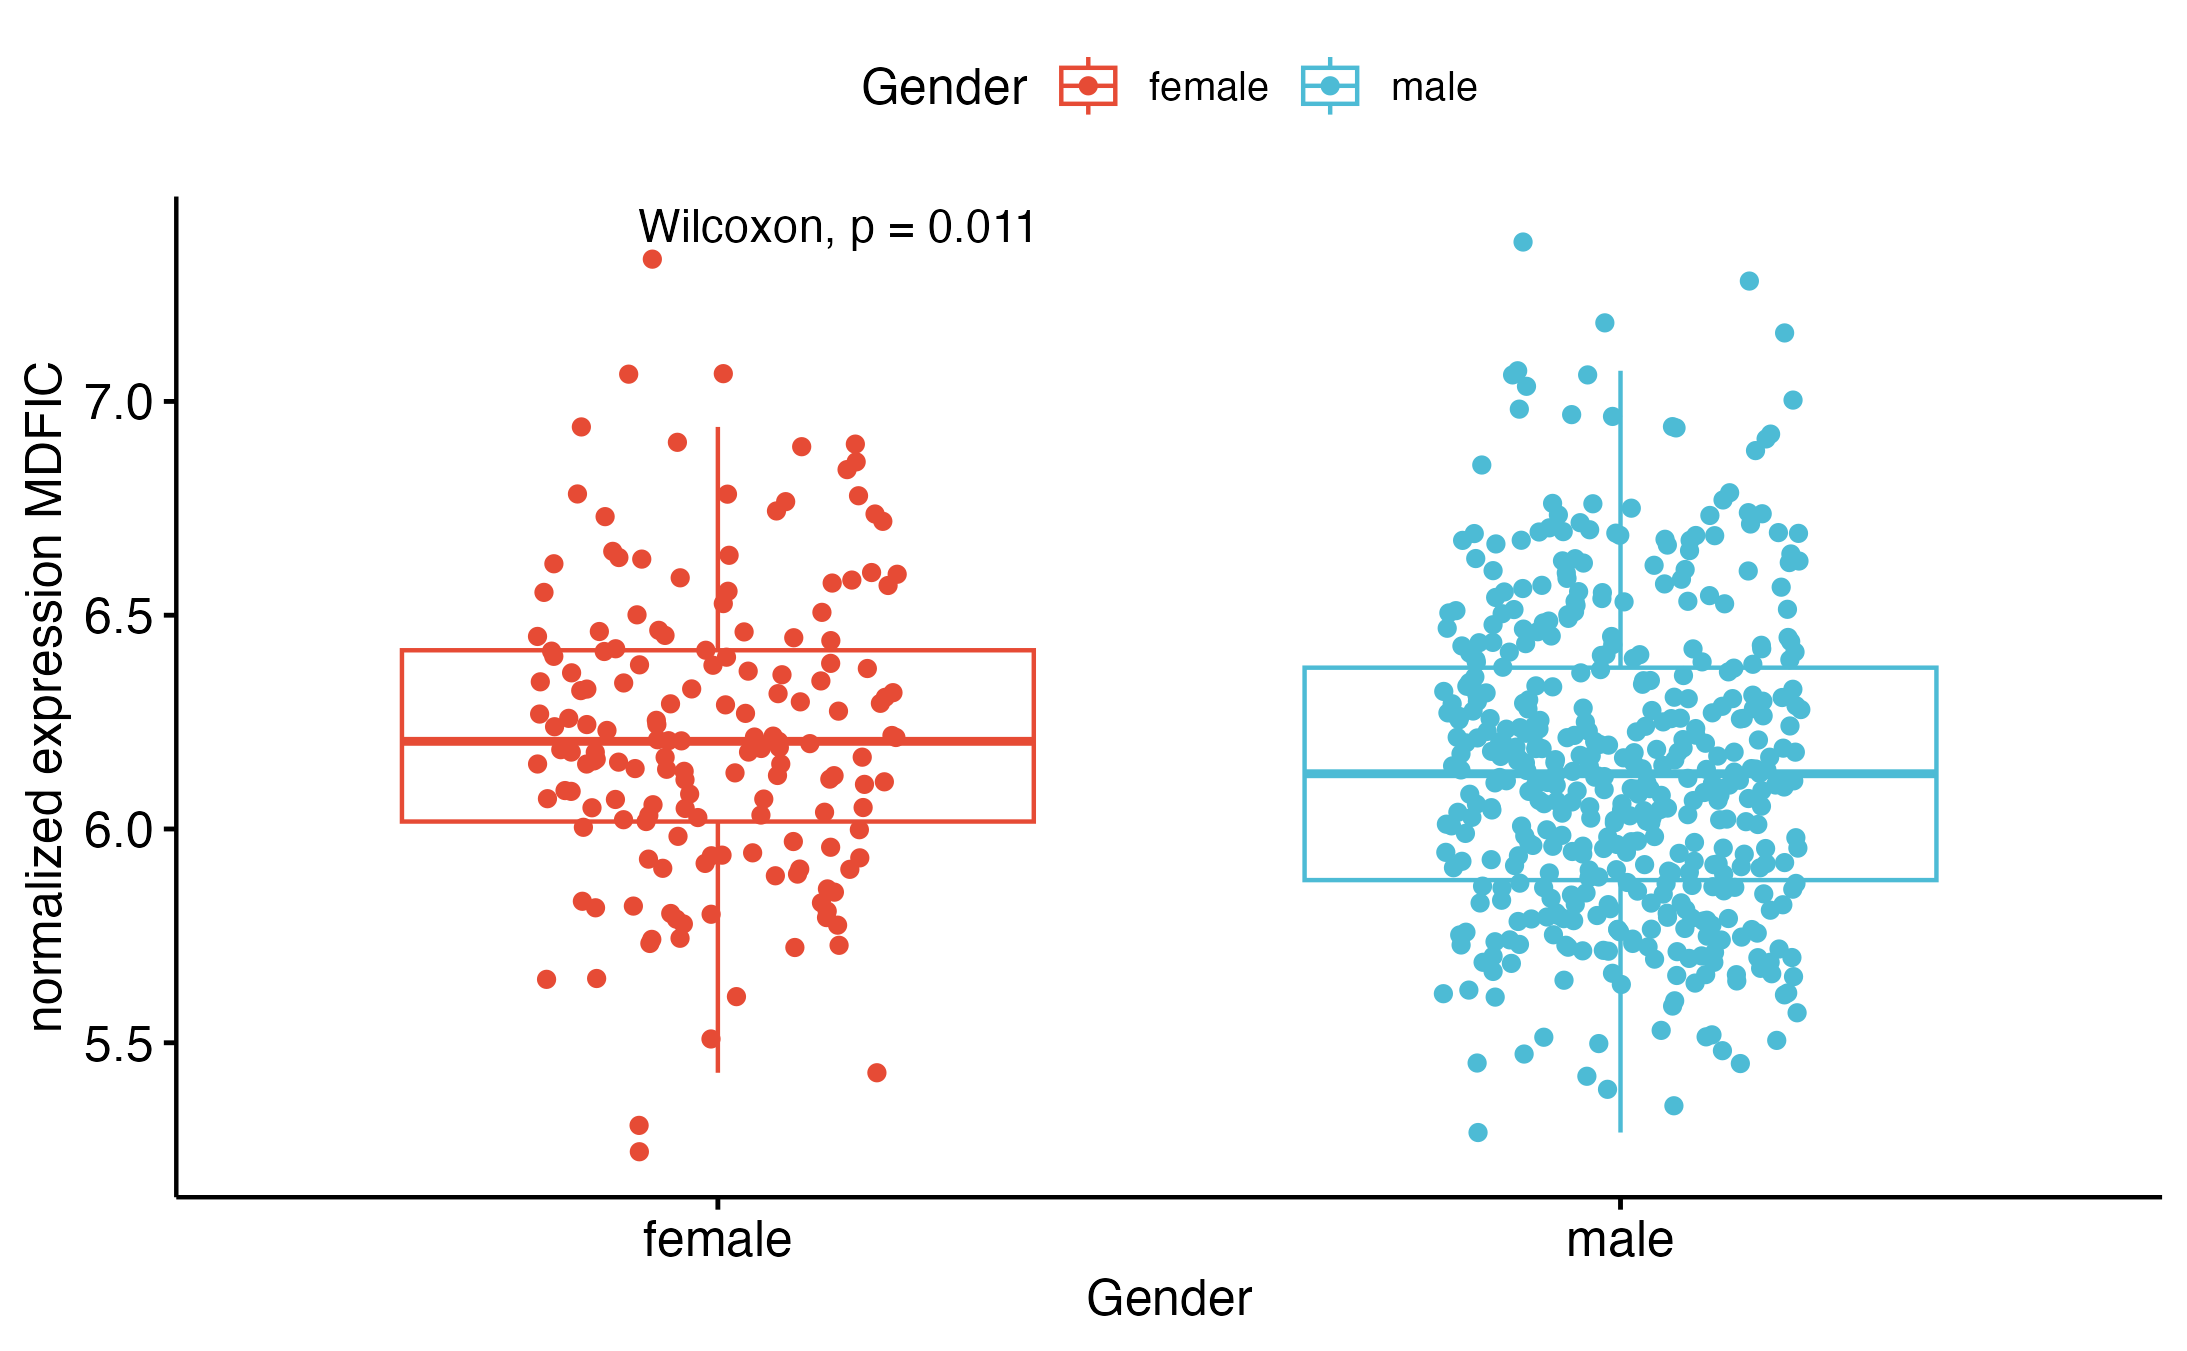 Gender female male
Wilcoxon, p = 0.011
normalized expression MDFIC
7.0
6.5
6.0
5.5
female male
Gender